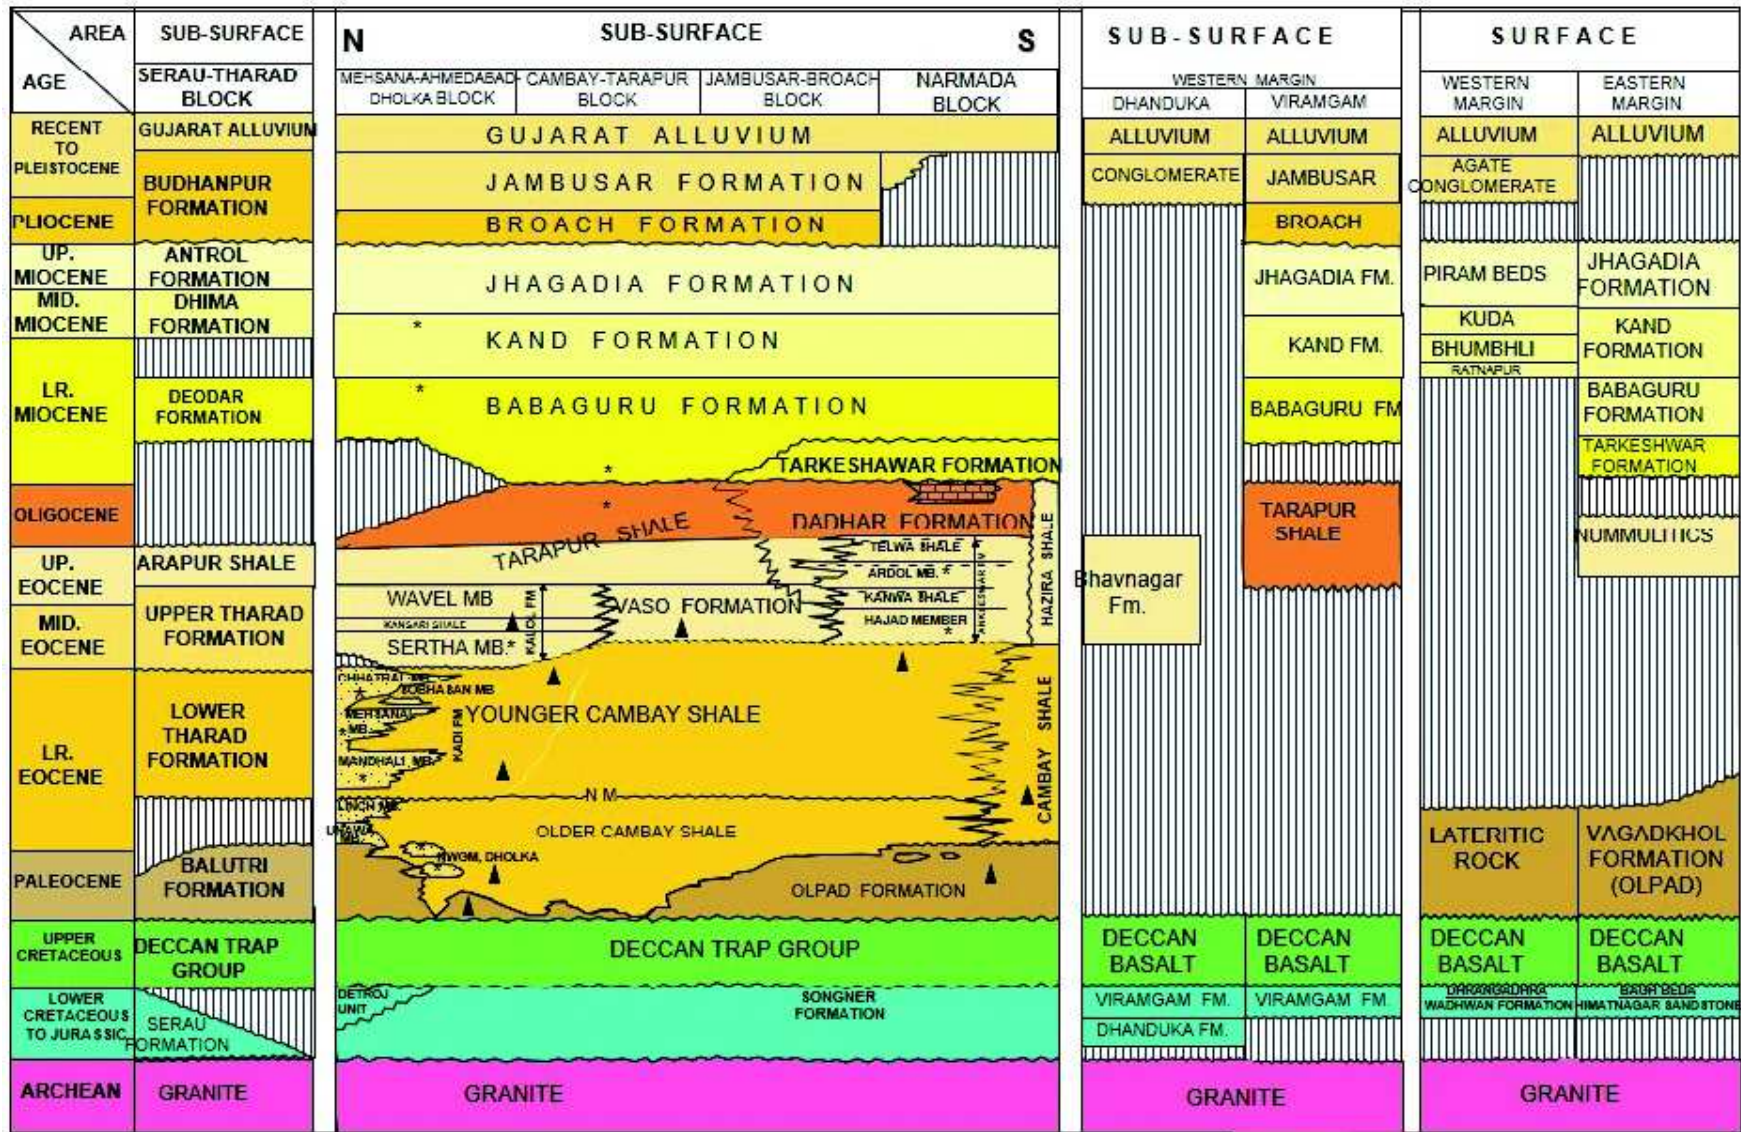 AREA
AGE
SUB-SURFACE
SERAU-THARAD
BLOCK
N
SUB-SURFACE
S
MEHSANA-AHMEDABAD-
DHOLKA BLOCK
CAMBAY-TARAPUR
BLOCK
JAMBUSAR-BROACH
BLOCK
NARMADA
BLOCK
SUB-SURFACE
WESTERN MARGIN
DHANDUKA
VIRAMGAM
SURFACE
WESTERN
MARGIN
EASTERN
MARGIN
RECENT
TO
PLEISTOCENE
PLIOCENE
UP.
MIOCENE
MID.
MIOCENE
LR.
MIOCENE
OLIGOCENE
UP.
EOCENE
MID.
EOCENE
LR.
EOCENE
PALEOCENE
UPPER
CRETACEOUS
LOWER
CRETACEOUS
TO JURASSIC
ARCHEAN
GUJARAT ALLUVIUM
BUDHANPUR
FORMATION
ANTROL
FORMATION
DHIMA
FORMATION
DEODAR
FORMATION
ARAPUR SHALE
UPPER THARAD
FORMATION
LOWER
THARAD
FORMATION
BALUTRI
FORMATION
DECCAN TRAP
GROUP
SERAU
FORMATION
GRANITE
GUJARAT ALLUVIUM
JAMBUSAR FORMATION
BROACH FORMATION
JHAGADIA FORMATION
* KAND FORMATION
* BABAGURU FORMATION
*
TARKESHAWAR FORMATION
*
TARAPUR SHALE
DADHAR FORMATION
HAZIRA SHALE
TELWA SHALE
ARDOL MB. *
KANWA SHALE
HAJAD MEMBER
*
WAVEL MB
KANSARI SHALE
SERTHA MB.*
KALOL FM
VASO FORMATION
CHHATRAL MB.
SOBHASAN MB
MEHSANA
MB.
MANDHALI MB.
KADI FM
YOUNGER CAMBAY SHALE
CAMBAY SHALE
N M
LINCH MB.
UNAWA
MB.
OLDER CAMBAY SHALE
NWGM, DHOLKA
OLPAD FORMATION
DECCAN TRAP GROUP
DETROJ
UNIT
SONGNER
FORMATION
GRANITE
ALLUVIUM
CONGLOMERATE
Bhavnagar
Fm.
DECCAN
BASALT
VIRAMGAM FM.
DHANDUKA FM.
ALLUVIUM
JAMBUSAR
BROACH
JHAGADIA FM.
KAND FM.
BABAGURU FM
TARAPUR
SHALE
DECCAN
BASALT
VIRAMGAM FM.
GRANITE
ALLUVIUM
AGATE
CONGLOMERATE
PIRAM BEDS
KUDA
BHUMBHLI
RATNAPUR
LATERITIC
ROCK
DECCAN
BASALT
DHRANGADHRA
WADHWAN FORMATION
ALLUVIUM
JHAGADIA
FORMATION
KAND
FORMATION
BABAGURU
FORMATION
TARKESHWAR
FORMATION
NUMMULITICS
VAGADKHOL
FORMATION
(OLPAD)
DECCAN
BASALT
BAGH BEDA
HIMATNAGAR SANDSTONE
GRANITE